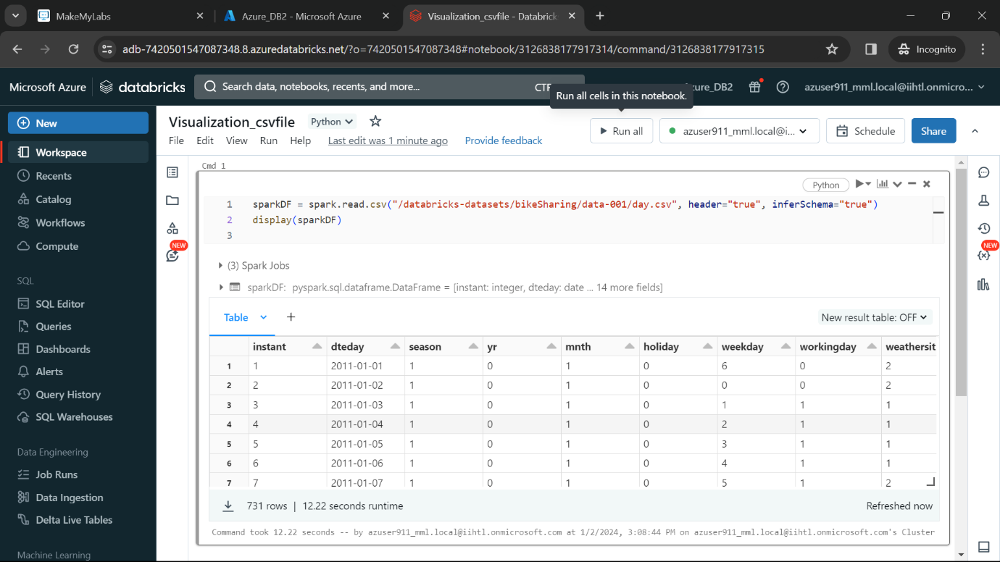 MakeMyLabs
Azure_DB2 - Microsoft Azure
Visualization_csvfile - Databrick
adb-7420501547087348.8.azuredatabricks.net/?o=7420501547087348#notebook/3126838177917314/command/3126838177917315
Incognito
Microsoft Azure
databricks
Search data, notebooks, recents, and more...
Run all cells in this notebook.
azuser911_mml.local@iihtl.onmicro...
New
Workspace
Recents
Catalog
Workflows
Compute
SQL
SQL Editor
Queries
Dashboards
Alerts
Query History
SQL Warehouses
Data Engineering
Job Runs
Data Ingestion
Delta Live Tables
Machine Learning
Visualization_csvfile Python
File Edit View Run Help Last edit was 1 minute ago Provide feedback
Run all azuser911_mml.local@i... Schedule Share
NEW
NEW
Cmd 1
Python
1 sparkDF = spark.read.csv("/databricks-datasets/bikeSharing/data-001/day.csv", header="true", inferSchema="true")
2 display(sparkDF)
3
(3) Spark Jobs
sparkDF: pyspark.sql.dataframe.DataFrame = [instant: integer, dteday: date ... 14 more fields]
Table + New result table: OFF
instant dteday season yr mnth holiday weekday workingday weathersit
1 1 2011-01-01 1 0 1 0 6 0 2
2 2 2011-01-02 1 0 1 0 0 0 2
3 3 2011-01-03 1 0 1 0 1 1 1
4 4 2011-01-04 1 0 1 0 2 1 1
5 5 2011-01-05 1 0 1 0 3 1 1
6 6 2011-01-06 1 0 1 0 4 1 1
7 7 2011-01-07 1 0 1 0 5 1 2
731 rows | 12.22 seconds runtime Refreshed now
Command took 12.22 seconds -- by azuser911_mml.local@iihtl.onmicrosoft.com at 1/2/2024, 3:08:44 PM on azuser911_mml.local@iihtl.onmicrosoft.com's Cluster